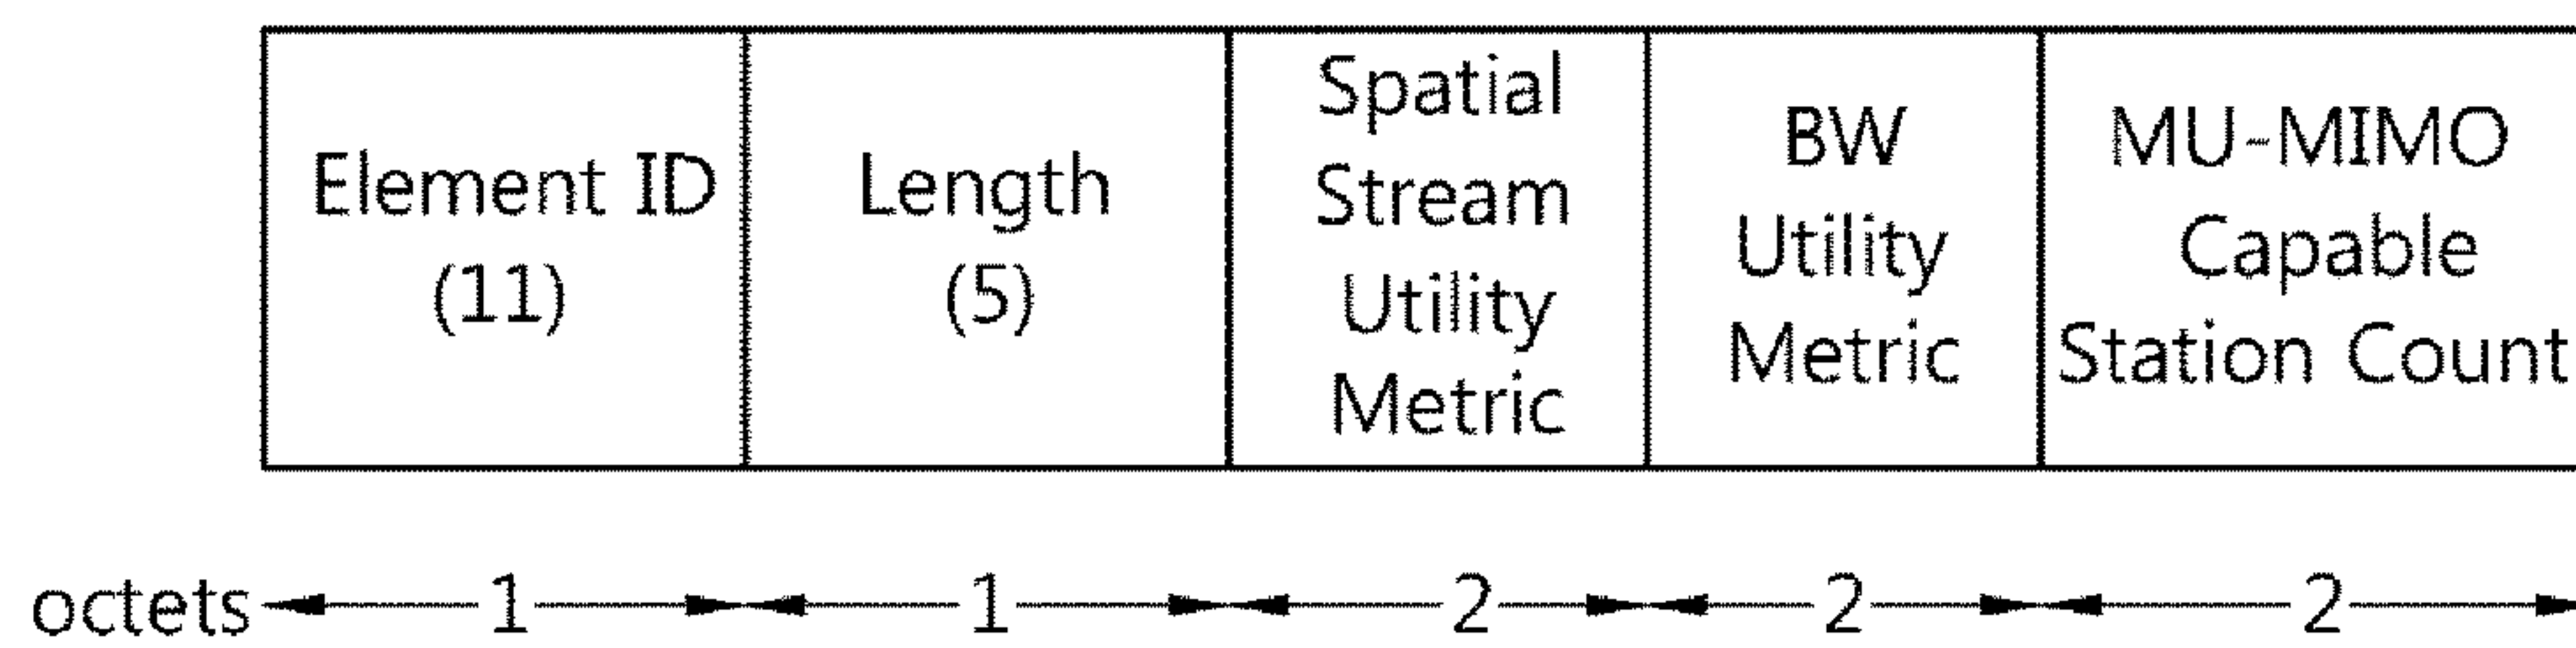 Element ID
(11)
Length
(5)
Spatial
Stream
Utility
Metric
BW
Utility
Metric
MU-MIMO
Capable
Station Count
octets 1 1 2 2 2